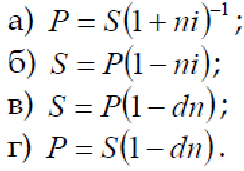 а) P = S(1 + ni)⁻¹;
б) S = P(1 − ni);
в) S = P(1 − dn);
г) P = S(1 − dn).